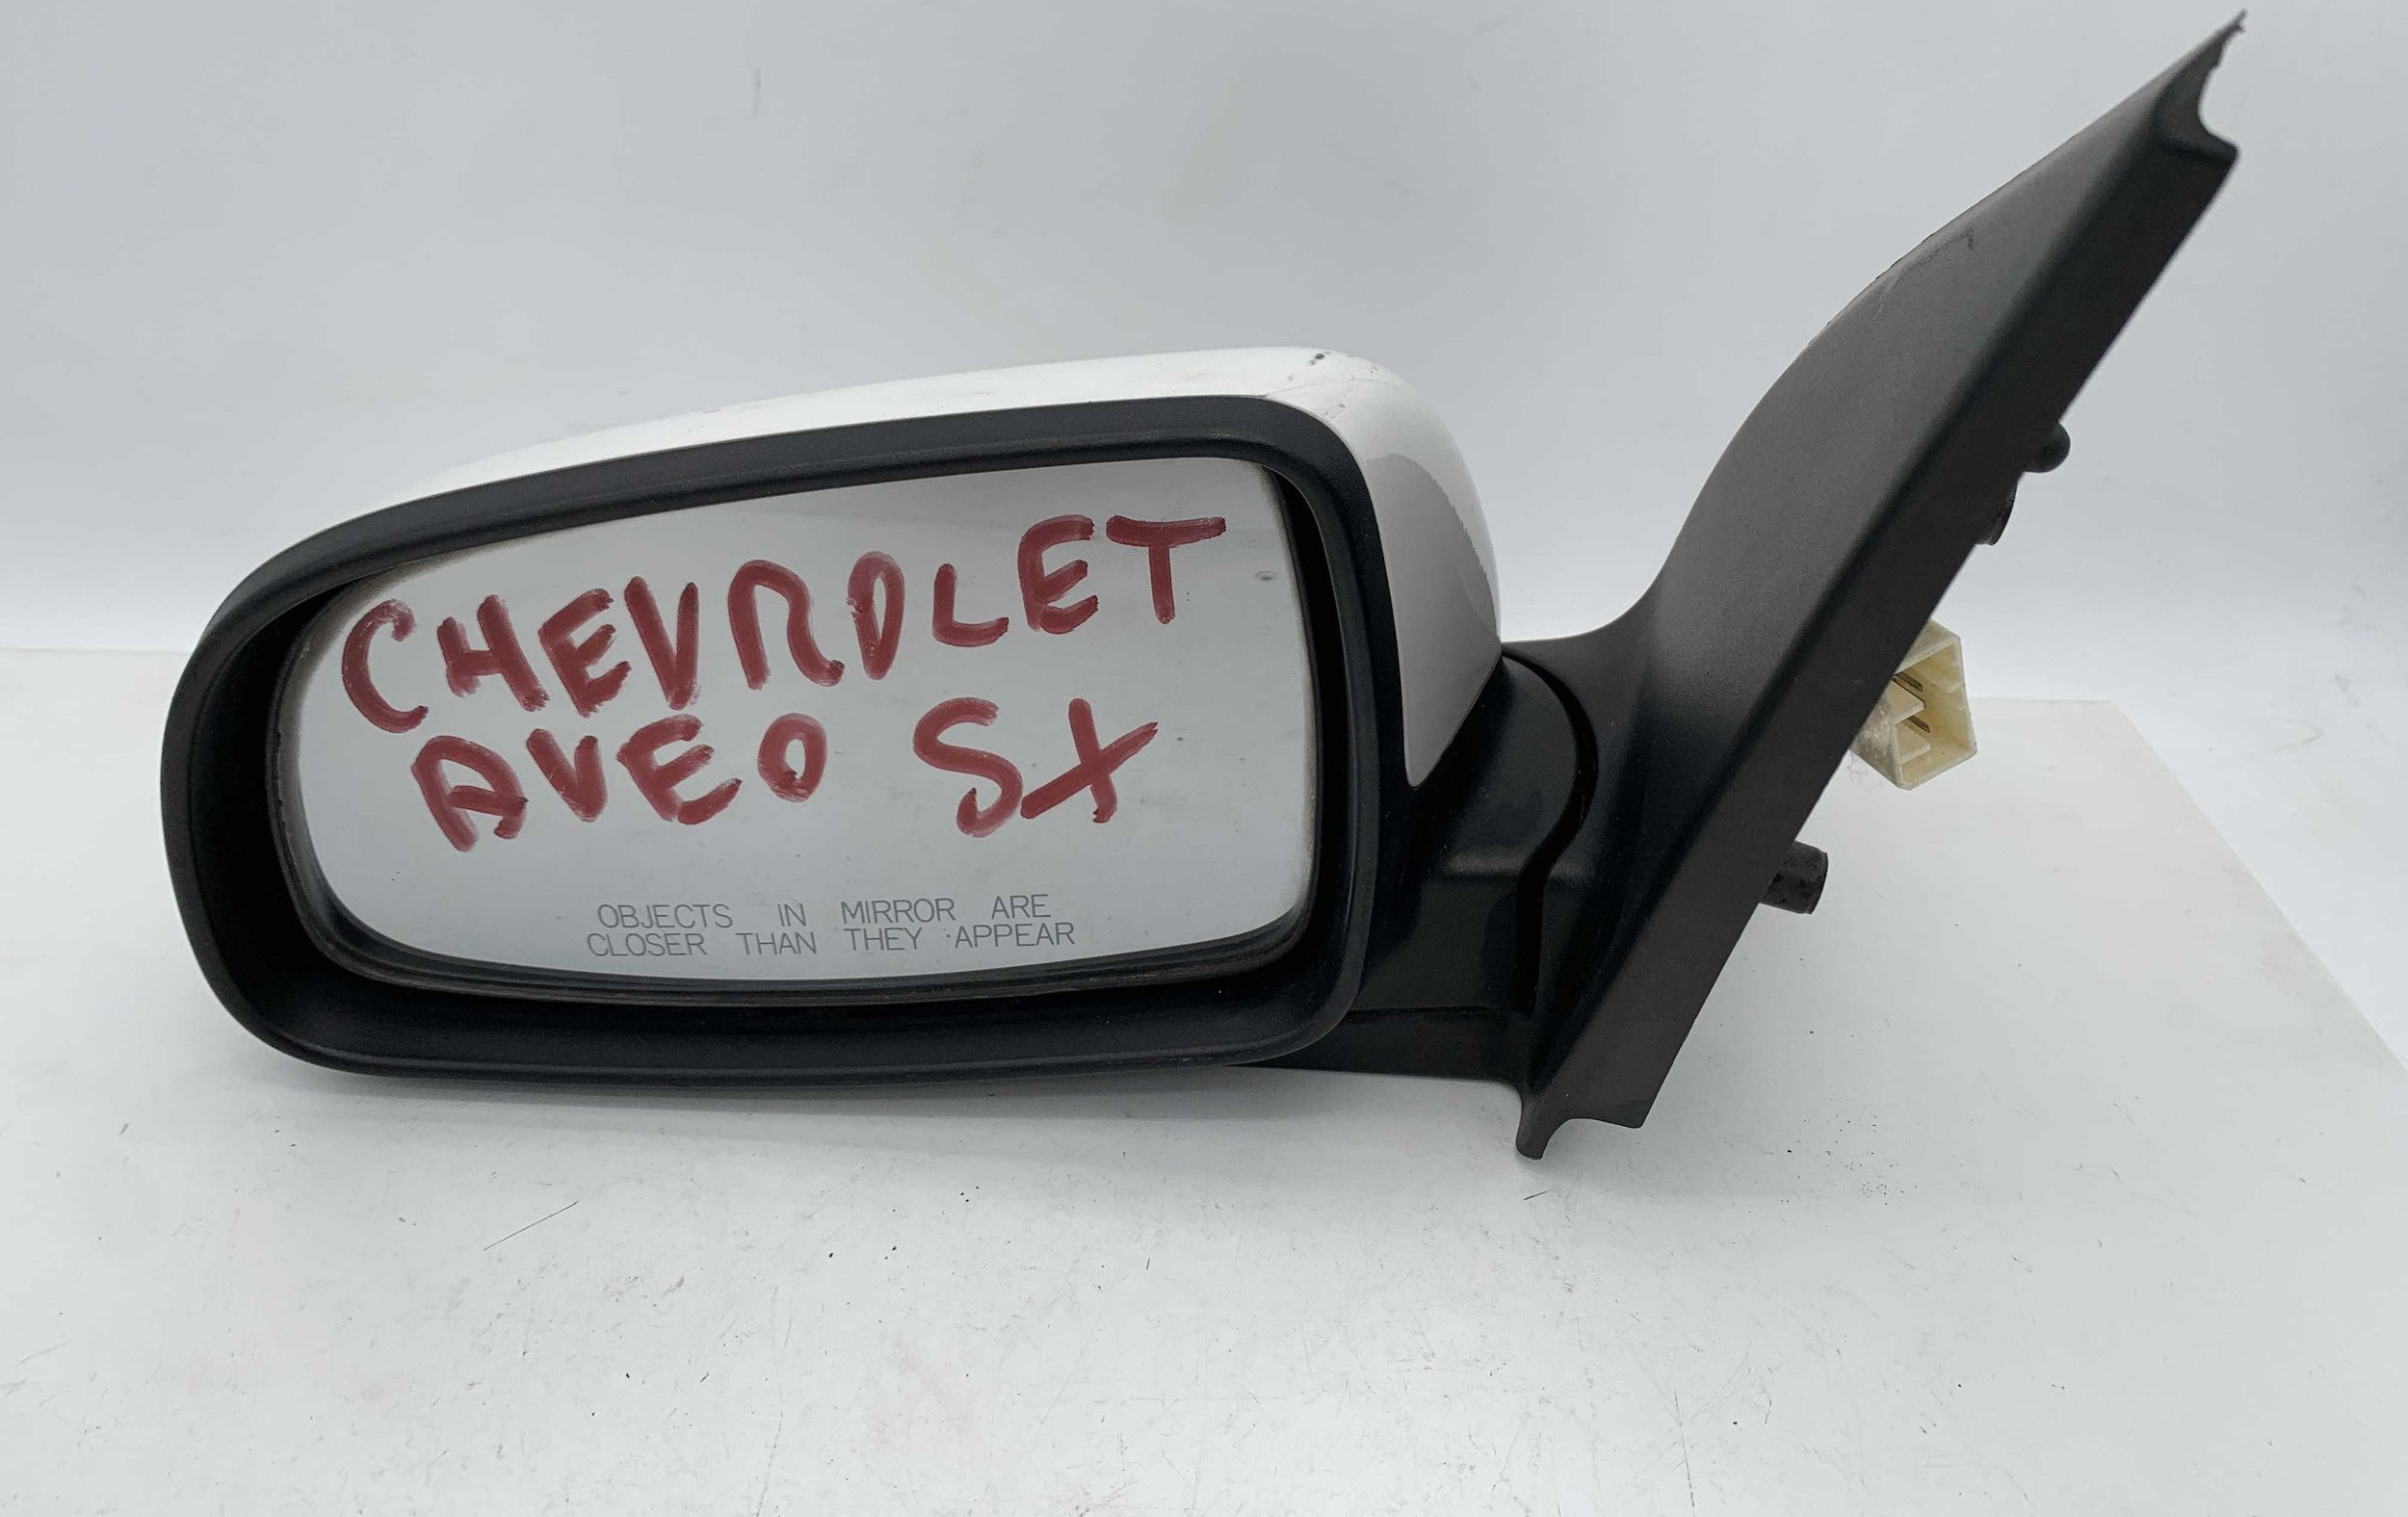 CHEVROLET
AVEO SX
OBJECTS IN MIRROR ARE
CLOSER THAN THEY APPEAR